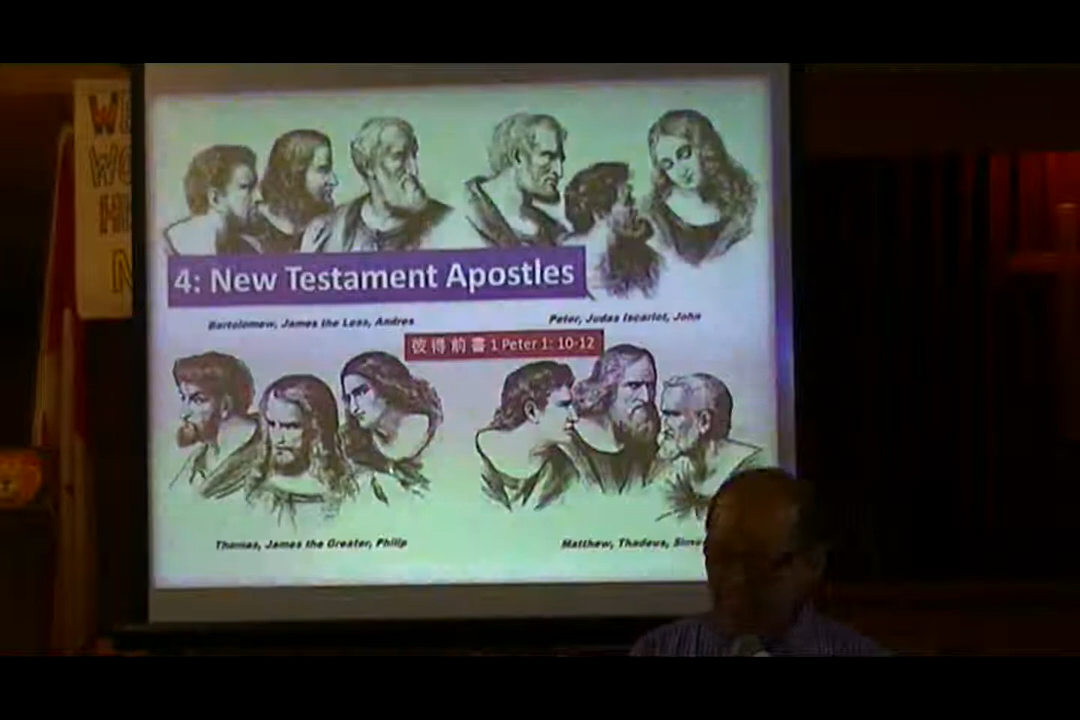 4: New Testament Apostles
Bartolomew, James the Less, Andres
Peter, Judas Iscariot, John
彼得前書 1 Peter 1: 10-12
Thomas, James the Greater, Philip
Matthew, Thadeus,